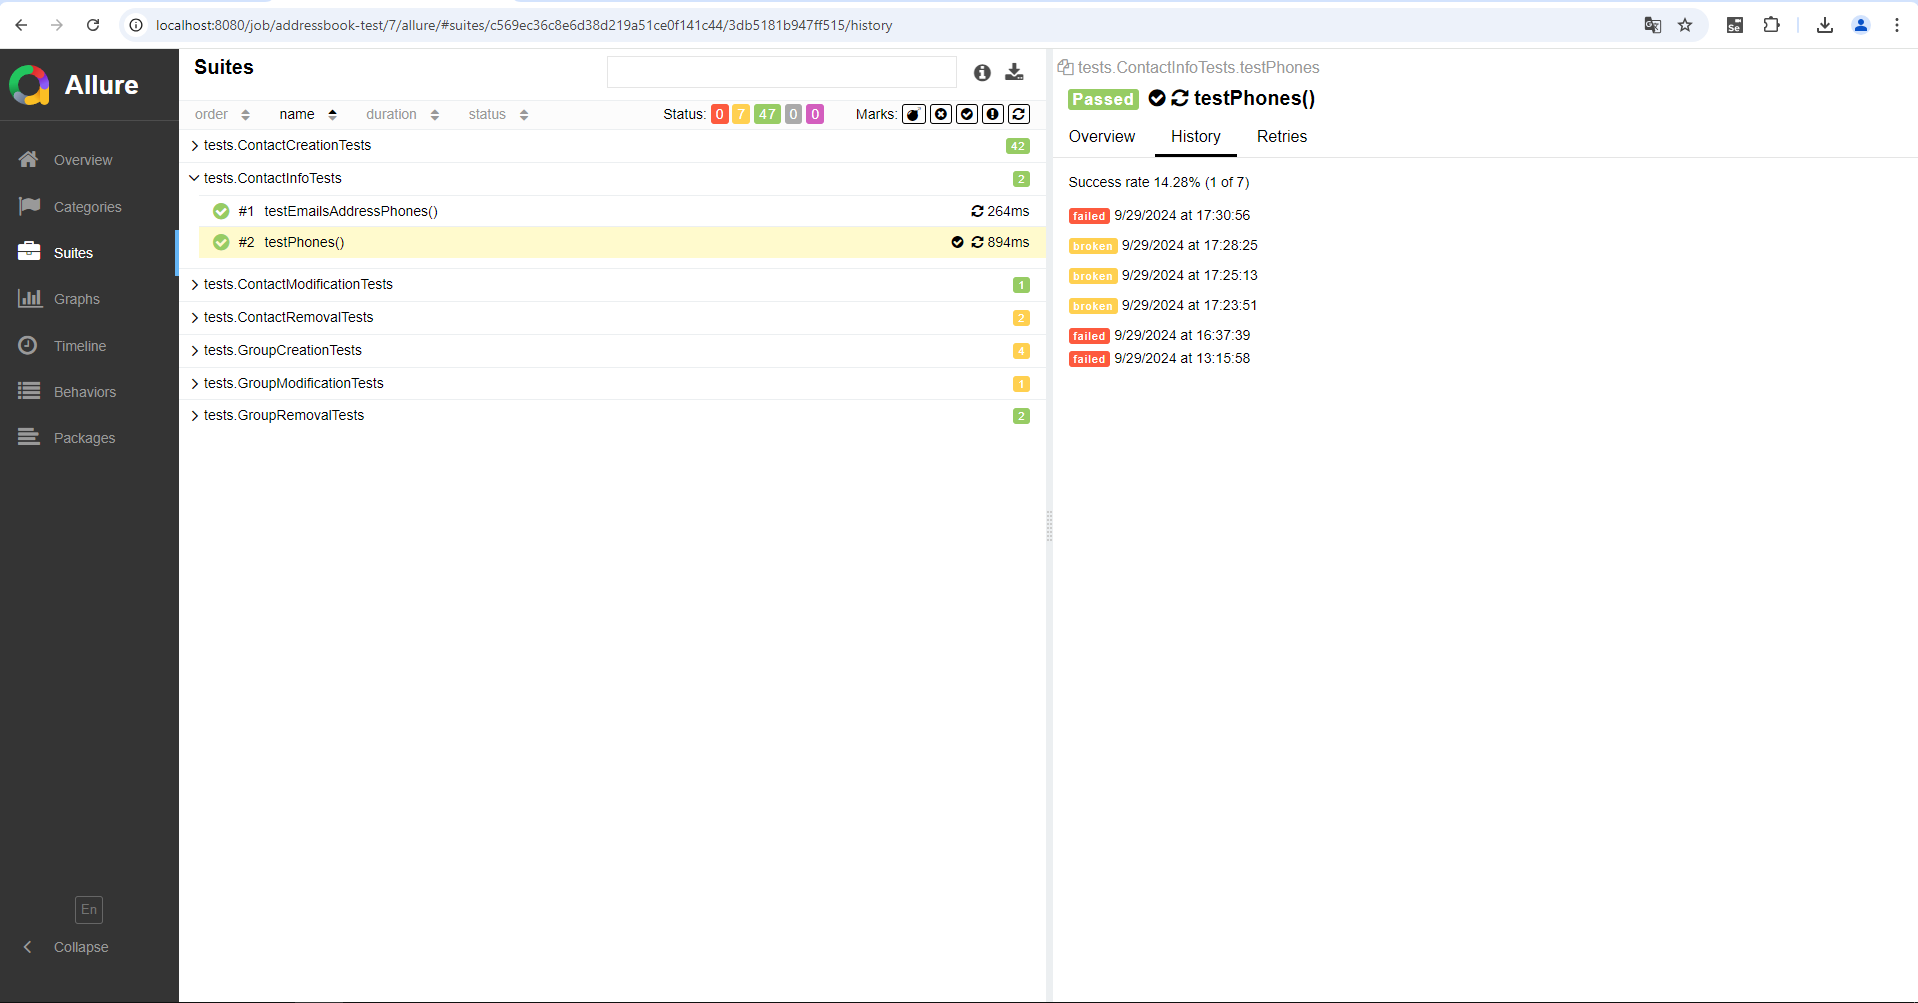 localhost:8080/job/addressbook-test/7/allure/#suites/c569ec36c8e6d38d219a51ce0f141c44/3db5181b947ff515/history
Allure
Overview
Categories
Suites
Graphs
Timeline
Behaviors
Packages
En
Collapse
Suites
order name duration status Status: 0 7 47 0 0 Marks:
tests.ContactCreationTests 42
tests.ContactInfoTests 2
#1 testEmailsAddressPhones() 264ms
#2 testPhones() 894ms
tests.ContactModificationTests 1
tests.ContactRemovalTests 2
tests.GroupCreationTests 4
tests.GroupModificationTests 1
tests.GroupRemovalTests 2
tests.ContactInfoTests.testPhones
Passed testPhones()
Overview History Retries
Success rate 14.28% (1 of 7)
failed 9/29/2024 at 17:30:56
broken 9/29/2024 at 17:28:25
broken 9/29/2024 at 17:25:13
broken 9/29/2024 at 17:23:51
failed 9/29/2024 at 16:37:39
failed 9/29/2024 at 13:15:58